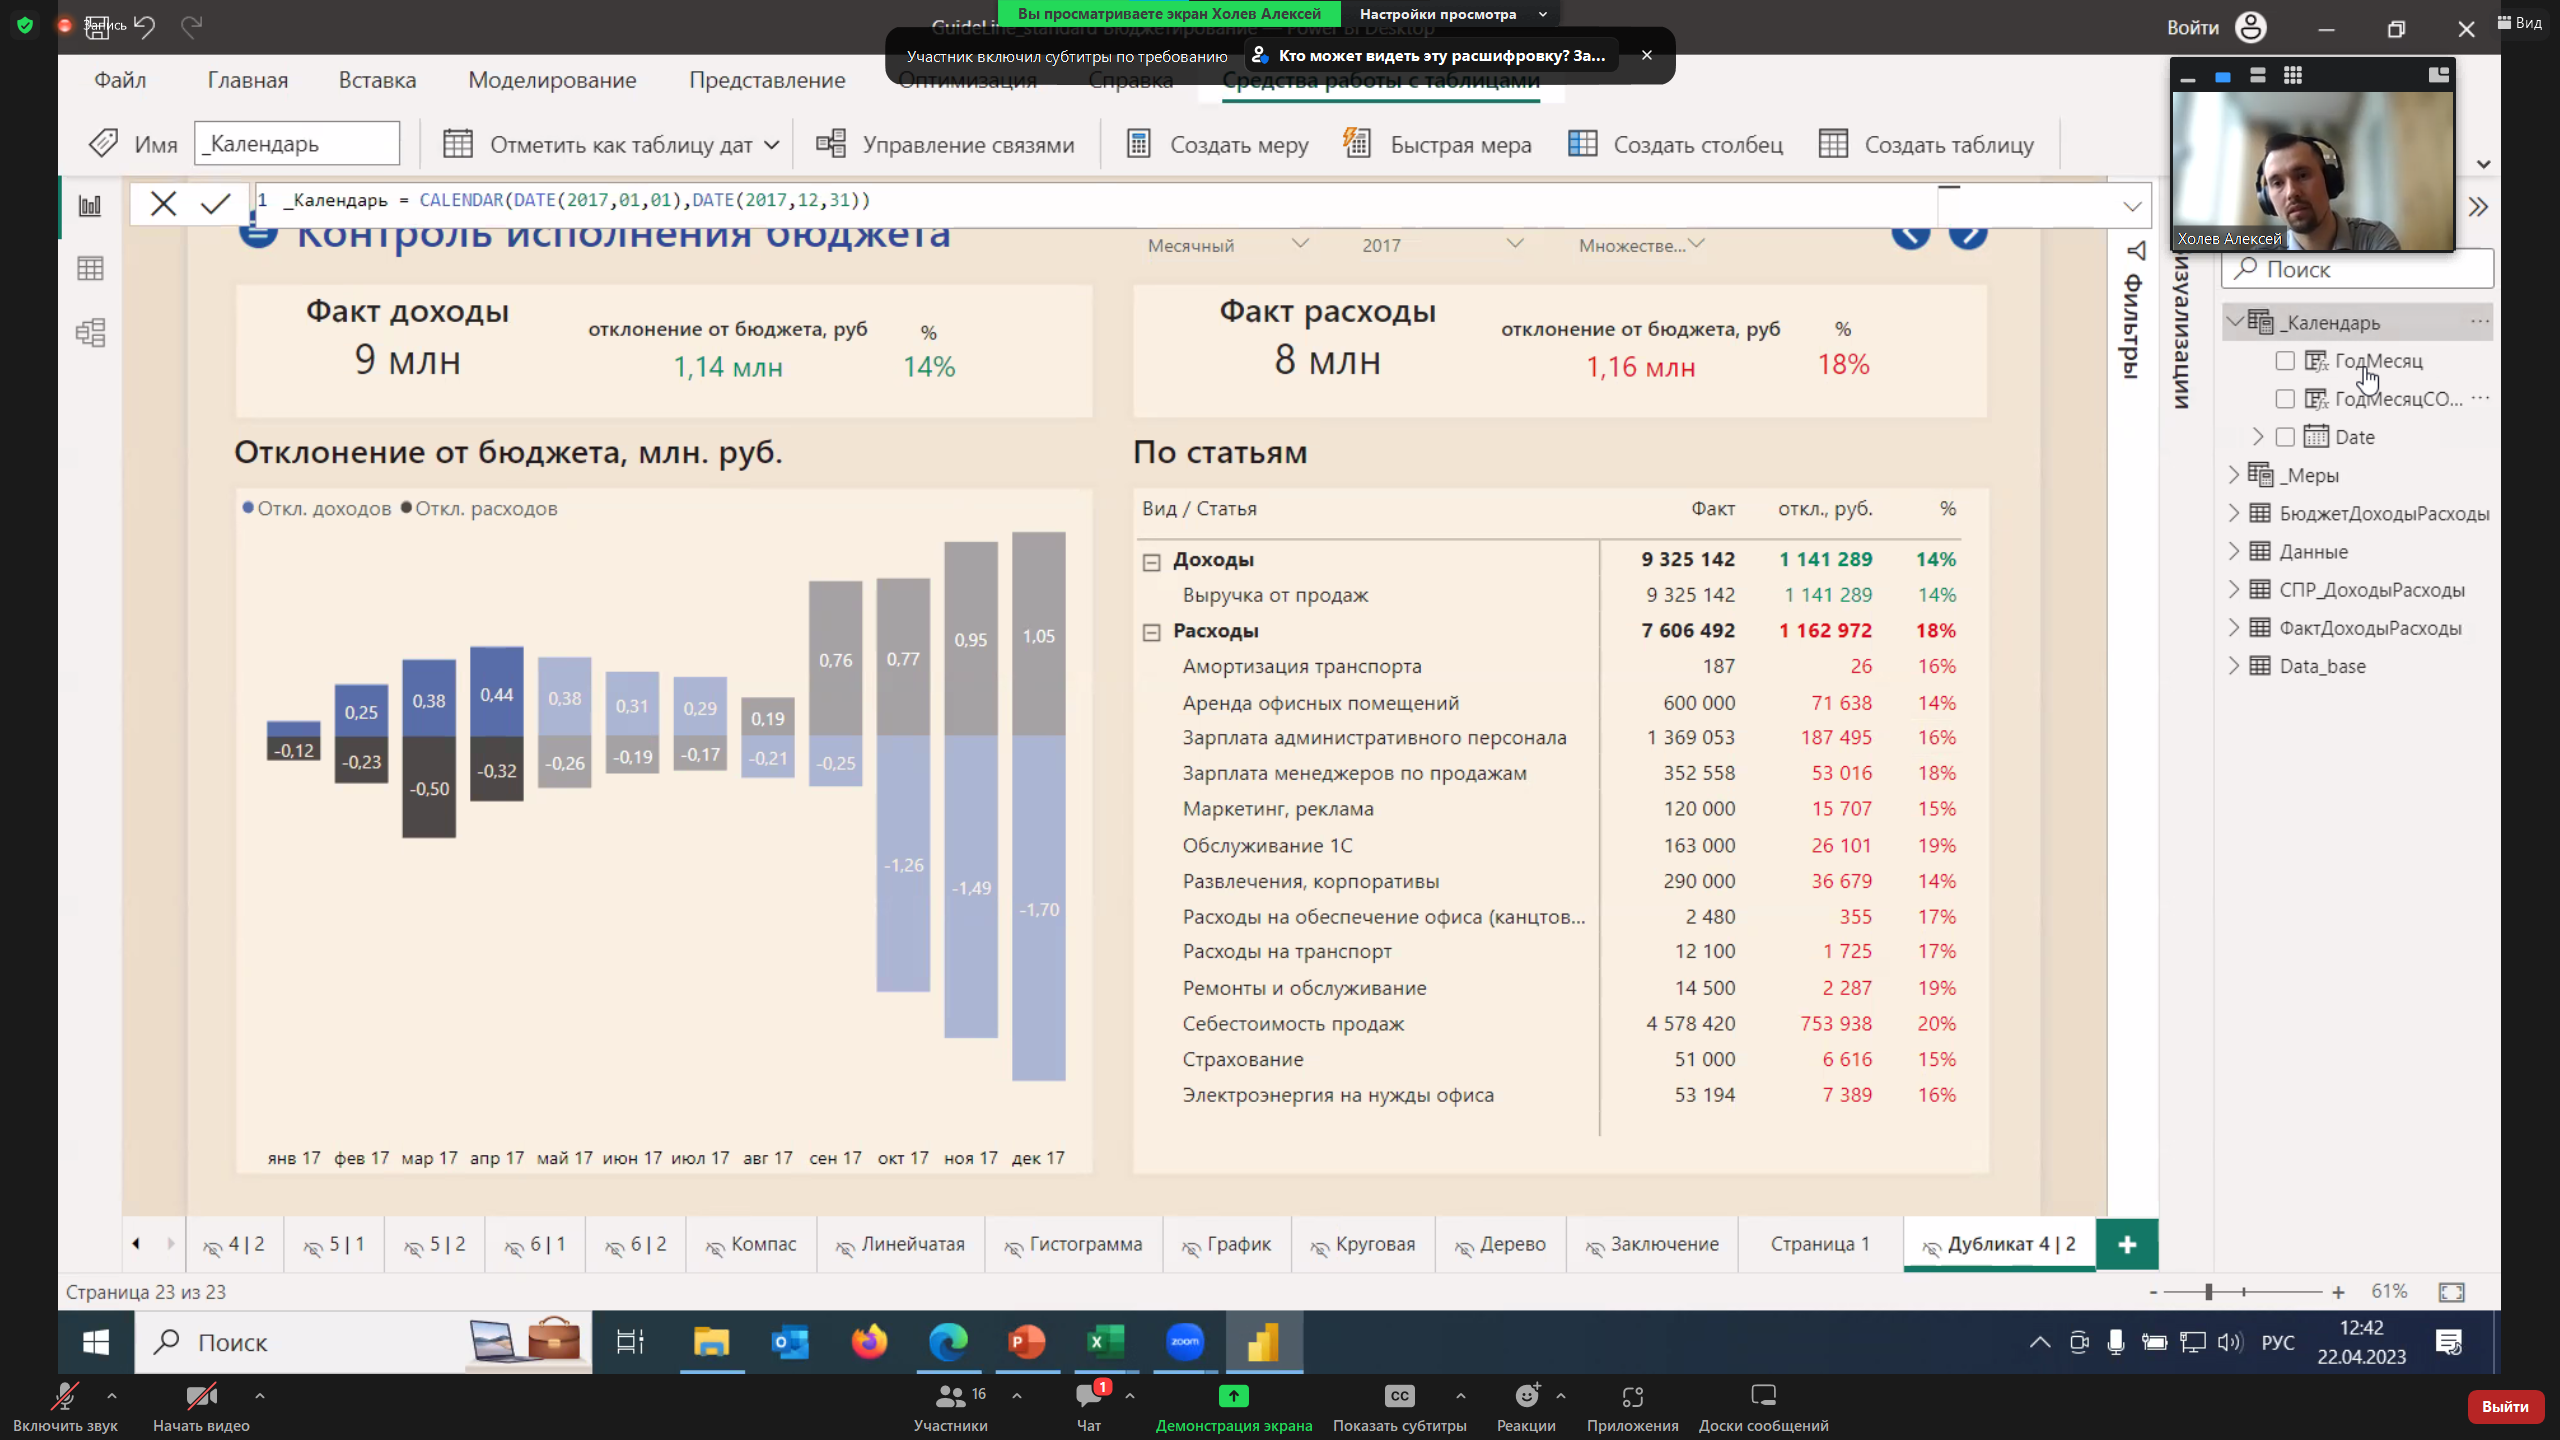 Запись
Вы просматриваете экран Холев Алексей
Настройки просмотра
Вид
Войти
Участник включил субтитры по требованию
Кто может видеть эту расшифровку? За...
Файл
Главная
Вставка
Моделирование
Представление
Оптимизация
Справка
Средства работы с таблицами
Имя
_Календарь
Отметить как таблицу дат
Управление связями
Создать меру
Быстрая мера
Создать столбец
Создать таблицу
1 _Календарь = CALENDAR(DATE(2017,01,01),DATE(2017,12,31))
Холев Алексей
Контроль исполнения бюджета
Месячный
2017
Множестве...
Фильтры
Визуализации
Поиск
_Календарь
ГодМесяц
ГодМесяцСО...
Date
_Меры
БюджетДоходыРасходы
Данные
СПР_ДоходыРасходы
ФактДоходыРасходы
Data_base
Факт доходы
9 млн
отклонение от бюджета, руб
1,14 млн
%
14%
Факт расходы
8 млн
отклонение от бюджета, руб
1,16 млн
%
18%
Отклонение от бюджета, млн. руб.
Откл. доходов Откл. расходов
0,25 0,38 0,44 0,38 0,31 0,29 0,19 0,76 0,77 0,95 1,05
-0,12 -0,23 -0,50 -0,32 -0,26 -0,19 -0,17 -0,21 -0,25 -1,26 -1,49 -1,70
янв 17 фев 17 мар 17 апр 17 май 17 июн 17 июл 17 авг 17 сен 17 окт 17 ноя 17 дек 17
По статьям
Вид / Статья Факт откл., руб. %
Доходы 9 325 142 1 141 289 14%
Выручка от продаж 9 325 142 1 141 289 14%
Расходы 7 606 492 1 162 972 18%
Амортизация транспорта 187 26 16%
Аренда офисных помещений 600 000 71 638 14%
Зарплата административного персонала 1 369 053 187 495 16%
Зарплата менеджеров по продажам 352 558 53 016 18%
Маркетинг, реклама 120 000 15 707 15%
Обслуживание 1С 163 000 26 101 19%
Развлечения, корпоративы 290 000 36 679 14%
Расходы на обеспечение офиса (канцтов... 2 480 355 17%
Расходы на транспорт 12 100 1 725 17%
Ремонты и обслуживание 14 500 2 287 19%
Себестоимость продаж 4 578 420 753 938 20%
Страхование 51 000 6 616 15%
Электроэнергия на нужды офиса 53 194 7 389 16%
4 | 2
5 | 1
5 | 2
6 | 1
6 | 2
Компас
Линейчатая
Гистограмма
График
Круговая
Дерево
Заключение
Страница 1
Дубликат 4 | 2
Страница 23 из 23
61%
Поиск
zoom
РУС
12:42
22.04.2023
Включить звук
Начать видео
16
Участники
1
Чат
Демонстрация экрана
CC
Показать субтитры
Реакции
Приложения
Доски сообщений
Выйти